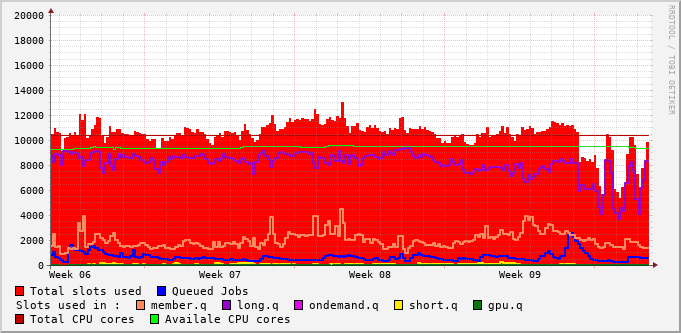 RRDTOOL / TOBI OETIKER
20000
18000
16000
14000
12000
10000
8000
6000
4000
2000
0
Week 06 Week 07 Week 08 Week 09
Total slots used Queued Jobs
Slots used in : member.q long.q ondemand.q short.q gpu.q
Total CPU cores Availale CPU cores